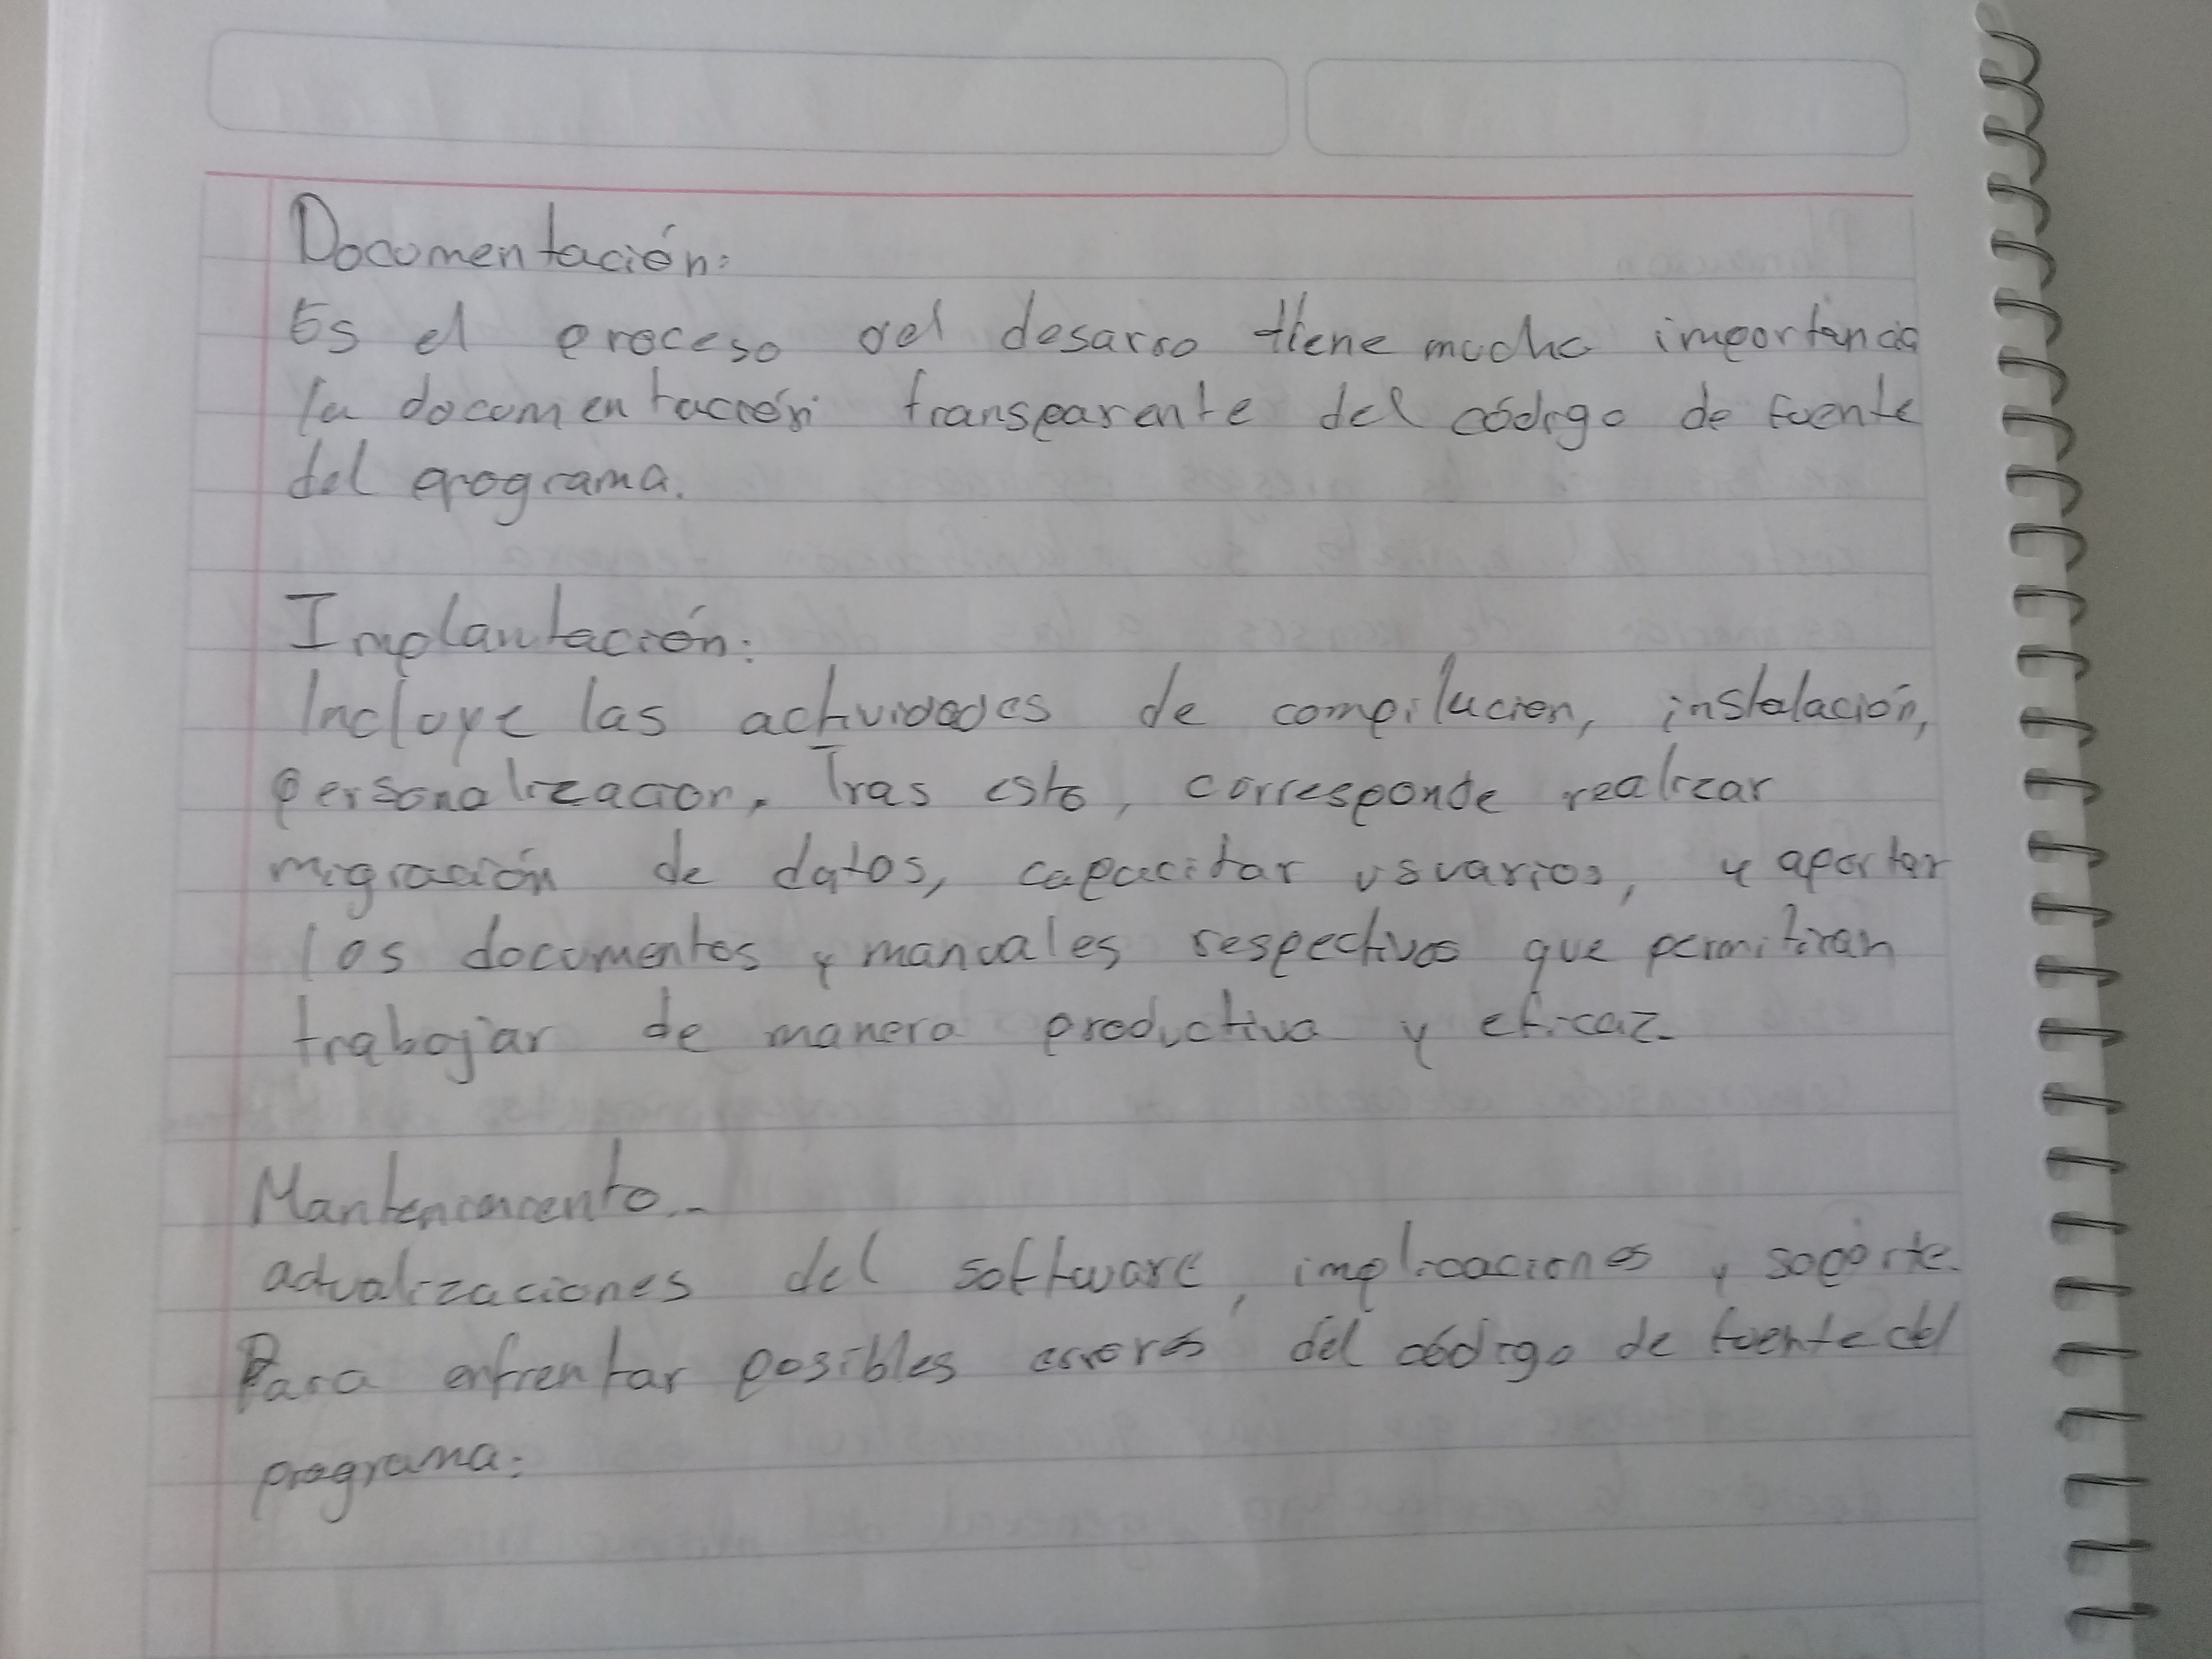 Documentación:
Es el proceso del desarro tiene mucha importancia
la documentación transparente del código de fuente
del programa.
Implantación:
Incluye las actividades de compilacion, instalación,
personalizacion. Tras esto, corresponde realizar
migración de datos, capacitar usuarios, y aportar
los documentos y manuales respectivos que permitiran
trabajar de manera productiva y eficaz.
Mantenimiento.-
actualizaciones del software, implicaciones y soporte.
Para enfrentar posibles errores del código de fuente del
programa.